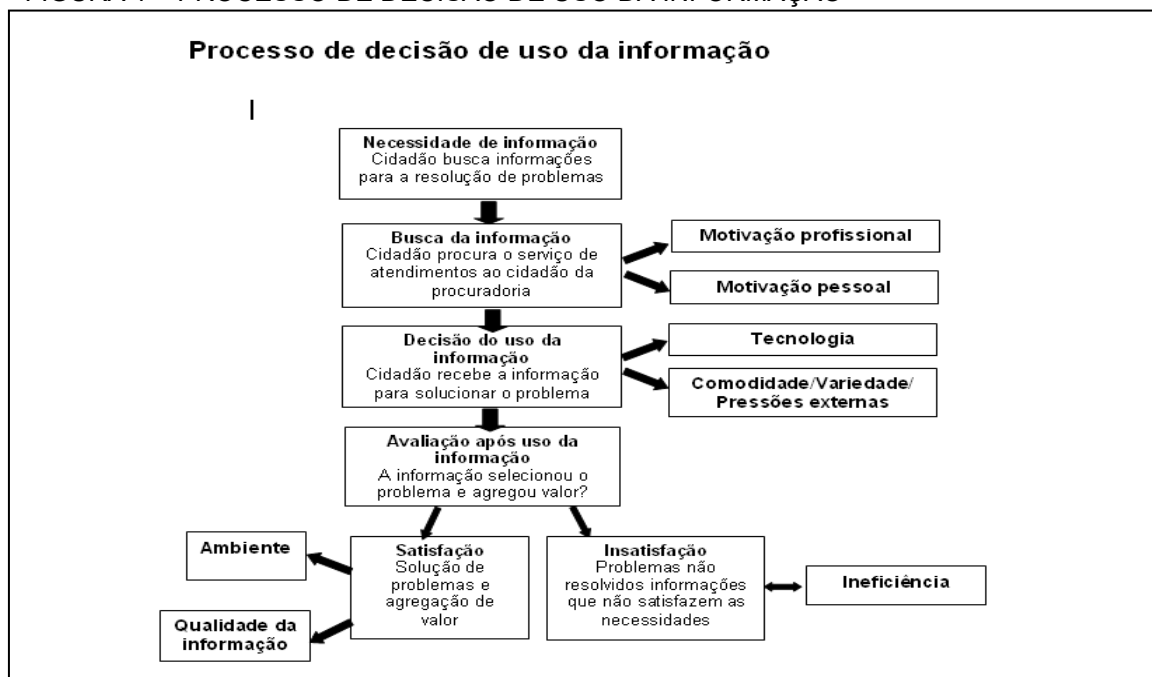 Processo de decisão de uso da informação
Necessidade de informação
Cidadão busca informações
para a resolução de problemas
Busca da informação
Cidadão procura o serviço de
atendimentos ao cidadão da
procuradoria
Motivação profissional
Motivação pessoal
Decisão do uso da
informação
Cidadão recebe a informação
para solucionar o problema
Tecnologia
Comodidade/Variedade/
Pressões externas
Avaliação após uso da
informação
A informação selecionou o
problema e agregou valor?
Ambiente
Qualidade da
informação
Satisfação
Solução de
problemas e
agregação de
valor
Insatisfação
Problemas não
resolvidos informações
que não satisfazem as
necessidades
Ineficiência